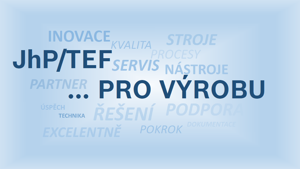 INOVACE
KVALITA
STROJE
JhP/TEF
PROCESY
SERVIS
NÁSTROJE
PARTNER
... PRO VÝROBU
ÚSPĚCH
TECHNIKA
ŘEŠENÍ
PODPORA
EXCELENTNĚ
POKROK